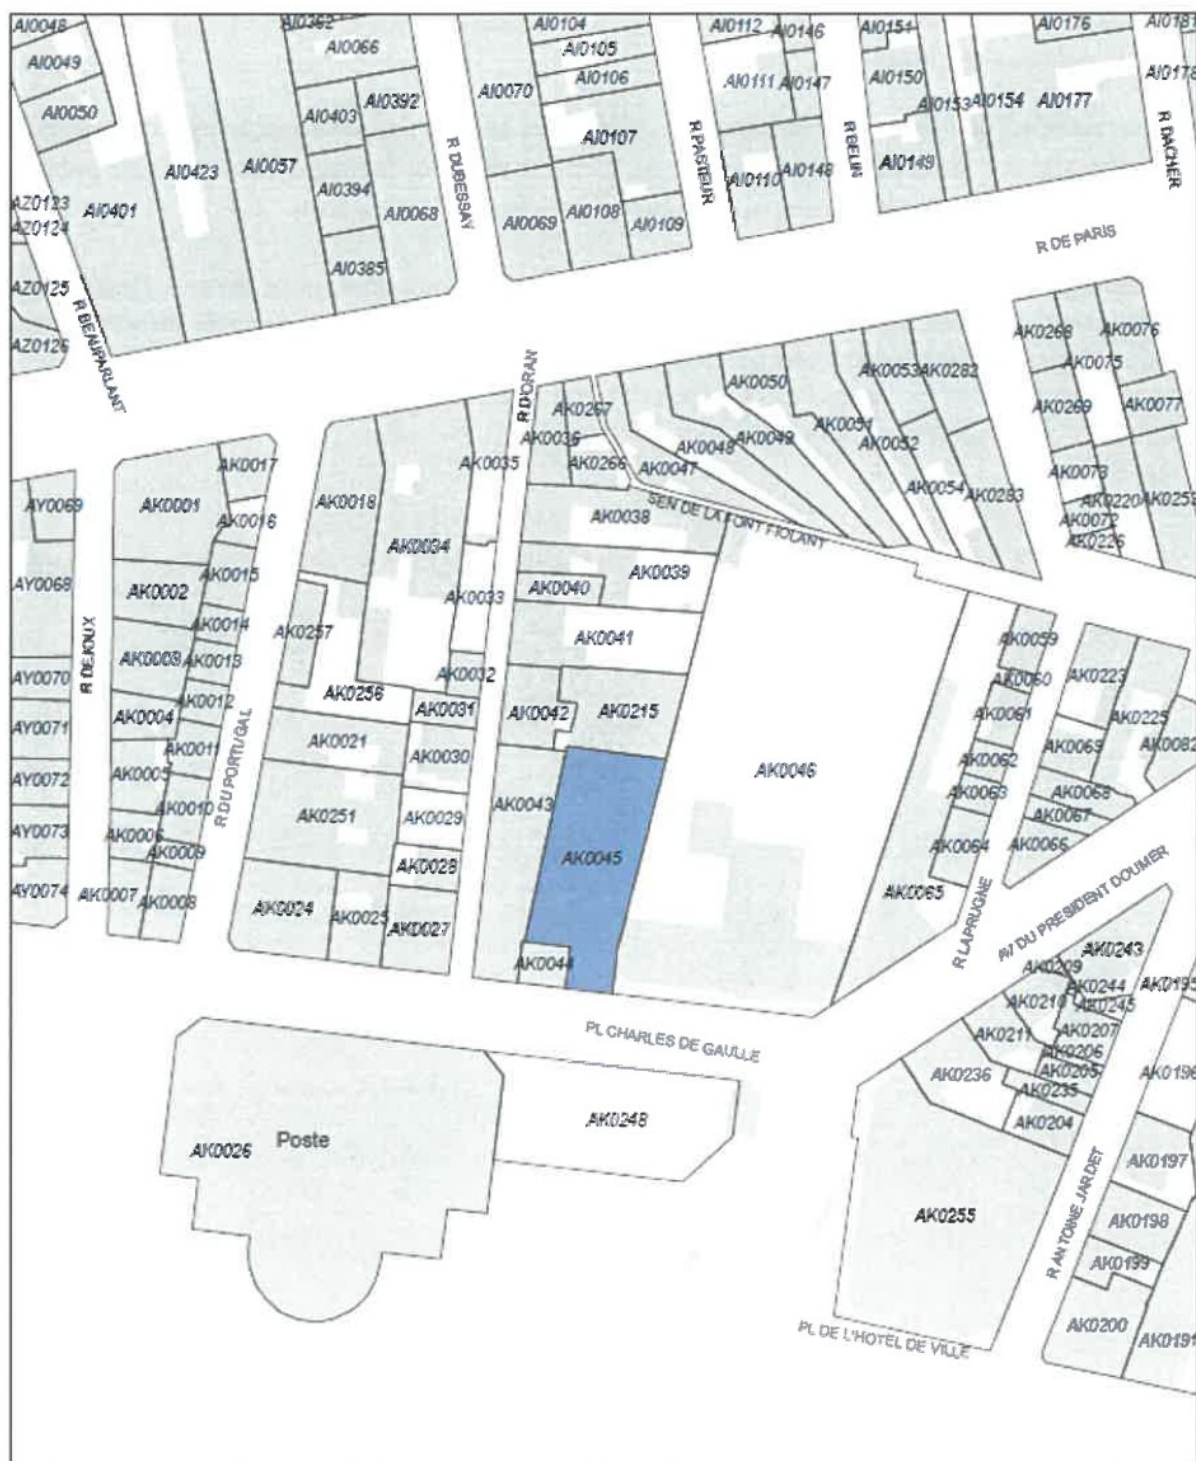 AI0048
AI0362
AI0104
AI0112
AI0146
AI0154
AI0176
AI0181
AI0049
AI0066
AI0105
AI0106
AI0111
AI0147
AI0150
AI0178
AI0050
AI0403
AI0392
AI0070
AI0107
AI0153
AI0154
AI0177
R DUBESSAY
R PASTEUR
R BELIN
R DACHER
AI0423
AI0057
AI0394
AI0110
AI0148
AI0149
AZ0123
AZ0124
AI0401
AI0068
AI0069
AI0108
AI0109
R DE PARIS
AI0385
AZ0125
R BEAUPARLANT
AZ0126
AK0268
AK0076
AK0075
R D'ORAN
AK0050
AK0053
AK0282
AK0267
AK0269
AK0077
AK0036
AK0051
AK0049
AK0048
AK0052
AK0017
AK0035
AK0266
AK0047
AK0073
AK0054
AK0283
AY0069
AK0001
AK0018
SEN DE LA FONT FIOLANT
AK0220
AK0259
AK0016
AK0038
AK0072
AK0226
AK0034
AK0039
AY0068
AK0015
AK0002
AK0040
AK0033
AK0014
AK0257
AK0041
AK0059
R DEJOUX
AK0003
AK0013
AK0032
AK0060
AK0223
AY0070
AK0012
AK0256
AK0031
AK0042
AK0215
AK0061
AK0225
AY0071
AK0004
AK0011
R DU PORTUGAL
AK0021
AK0030
AK0046
AK0062
AK0069
AK0082
AY0072
AK0005
AK0010
AK0251
AK0029
AK0043
AK0063
AK0068
AK0067
AY0073
AK0006
AK0009
AK0028
AK0045
AK0064
AK0066
AY0074
AK0007
AK0008
AK0024
AK0025
AK0027
AK0065
R LAPRUGNE
AV DU PRESIDENT DOUMER
AK0044
AK0209
AK0243
AK0244
AK0195
AK0210
AK0245
PL CHARLES DE GAULLE
AK0211
AK0207
AK0206
AK0236
AK0205
AK0196
AK0235
AK0248
AK0204
AK0026
Poste
AK0197
AK0255
R ANTOINE JARDET
AK0198
AK0199
PL DE L'HOTEL DE VILLE
AK0200
AK0191